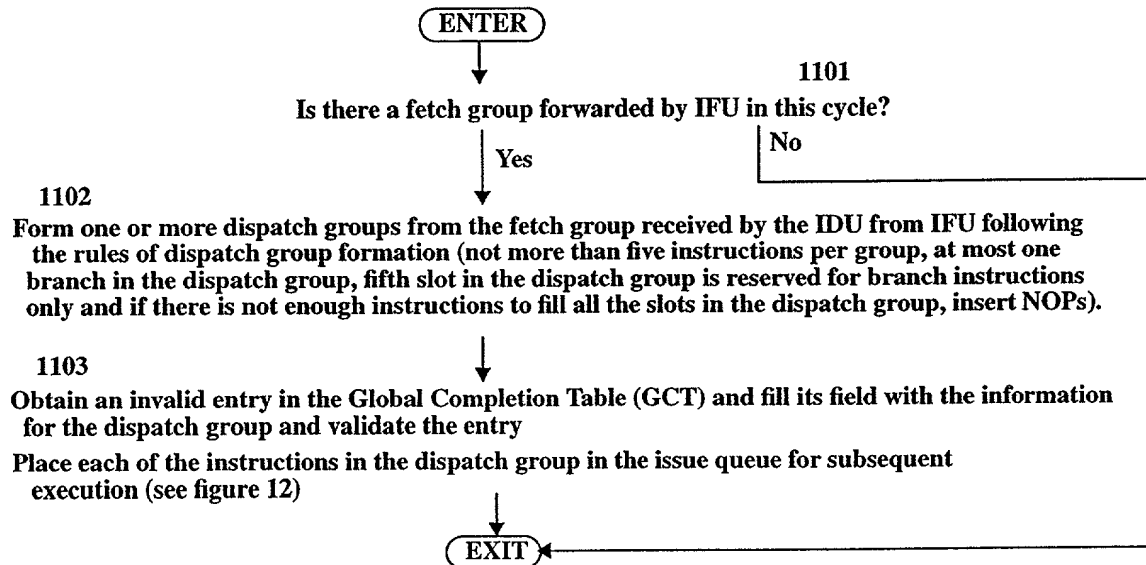 ENTER
1101
Is there a fetch group forwarded by IFU in this cycle?
No
Yes
1102
Form one or more dispatch groups from the fetch group received by the IDU from IFU following
the rules of dispatch group formation (not more than five instructions per group, at most one
branch in the dispatch group, fifth slot in the dispatch group is reserved for branch instructions
only and if there is not enough instructions to fill all the slots in the dispatch group, insert NOPs).
1103
Obtain an invalid entry in the Global Completion Table (GCT) and fill its field with the information
for the dispatch group and validate the entry
Place each of the instructions in the dispatch group in the issue queue for subsequent
execution (see figure 12)
EXIT